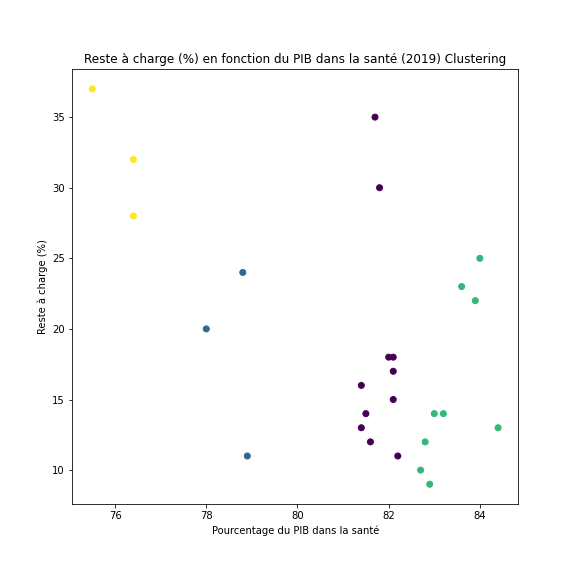 Reste à charge (%) en fonction du PIB dans la santé (2019) Clustering
35
30
25
20
15
10
Reste à charge (%)
76 78 80 82 84
Pourcentage du PIB dans la santé